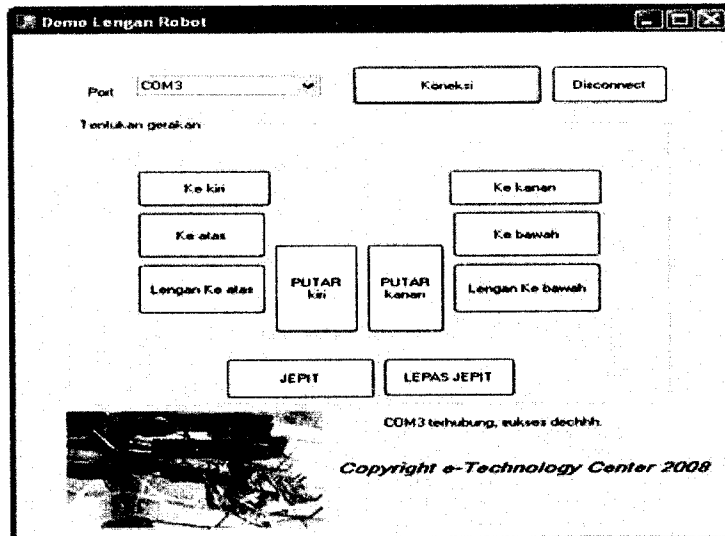 Demo Lengan Robot
Port COM3 Koneksi Disconnect
Tentukan gerakan
Ke kiri Ke kanan
Ke atas Ke bawah
Lengan Ke atas PUTAR kiri PUTAR kanan Lengan Ke bawah
JEPIT LEPAS JEPIT
COM3 terhubung, sukses dechhh.
Copyright e-Technology Center 2008